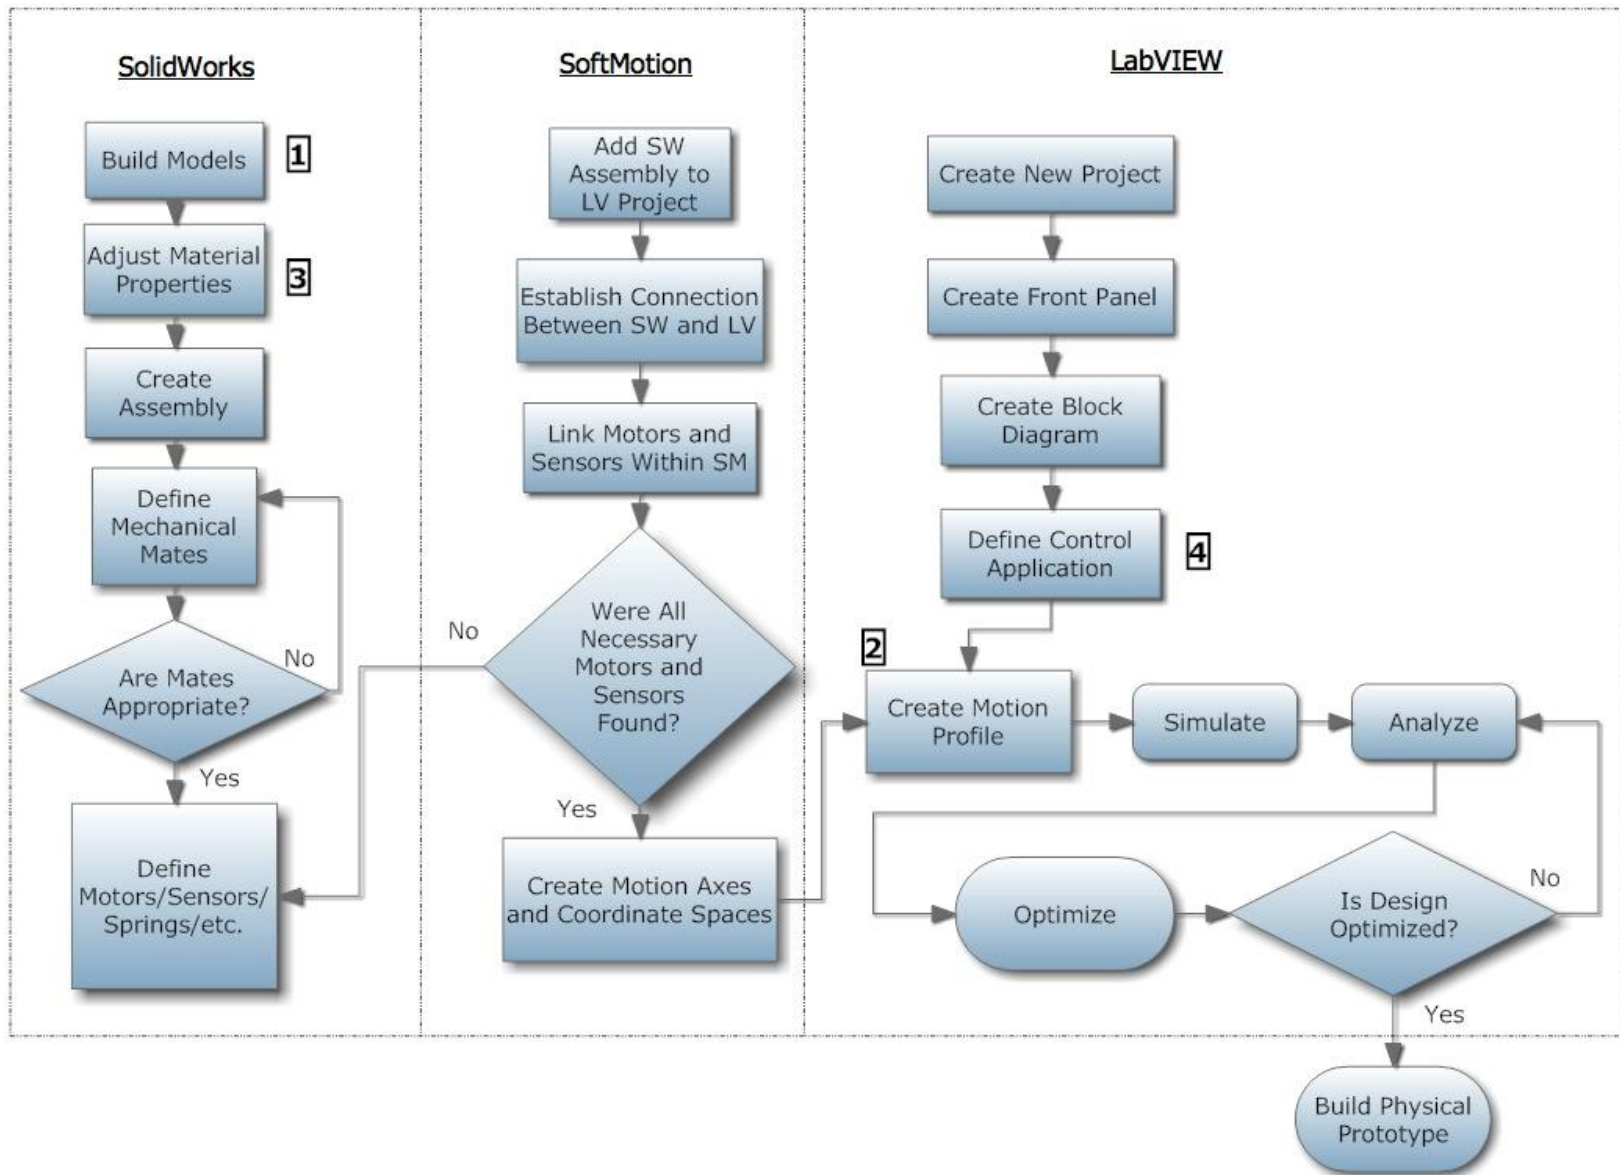 SolidWorks
Build Models
1
Adjust Material
Properties
3
Create
Assembly
Define
Mechanical
Mates
Are Mates
Appropriate?
No
Yes
Define
Motors/Sensors/
Springs/etc.
SoftMotion
Add SW
Assembly to
LV Project
Establish Connection
Between SW and LV
Link Motors and
Sensors Within SM
Were All
Necessary
Motors and
Sensors
Found?
No
Yes
Create Motion Axes
and Coordinate Spaces
LabVIEW
Create New Project
Create Front Panel
Create Block
Diagram
Define Control
Application
4
2
Create Motion
Profile
Simulate
Analyze
Optimize
Is Design
Optimized?
No
Yes
Build Physical
Prototype